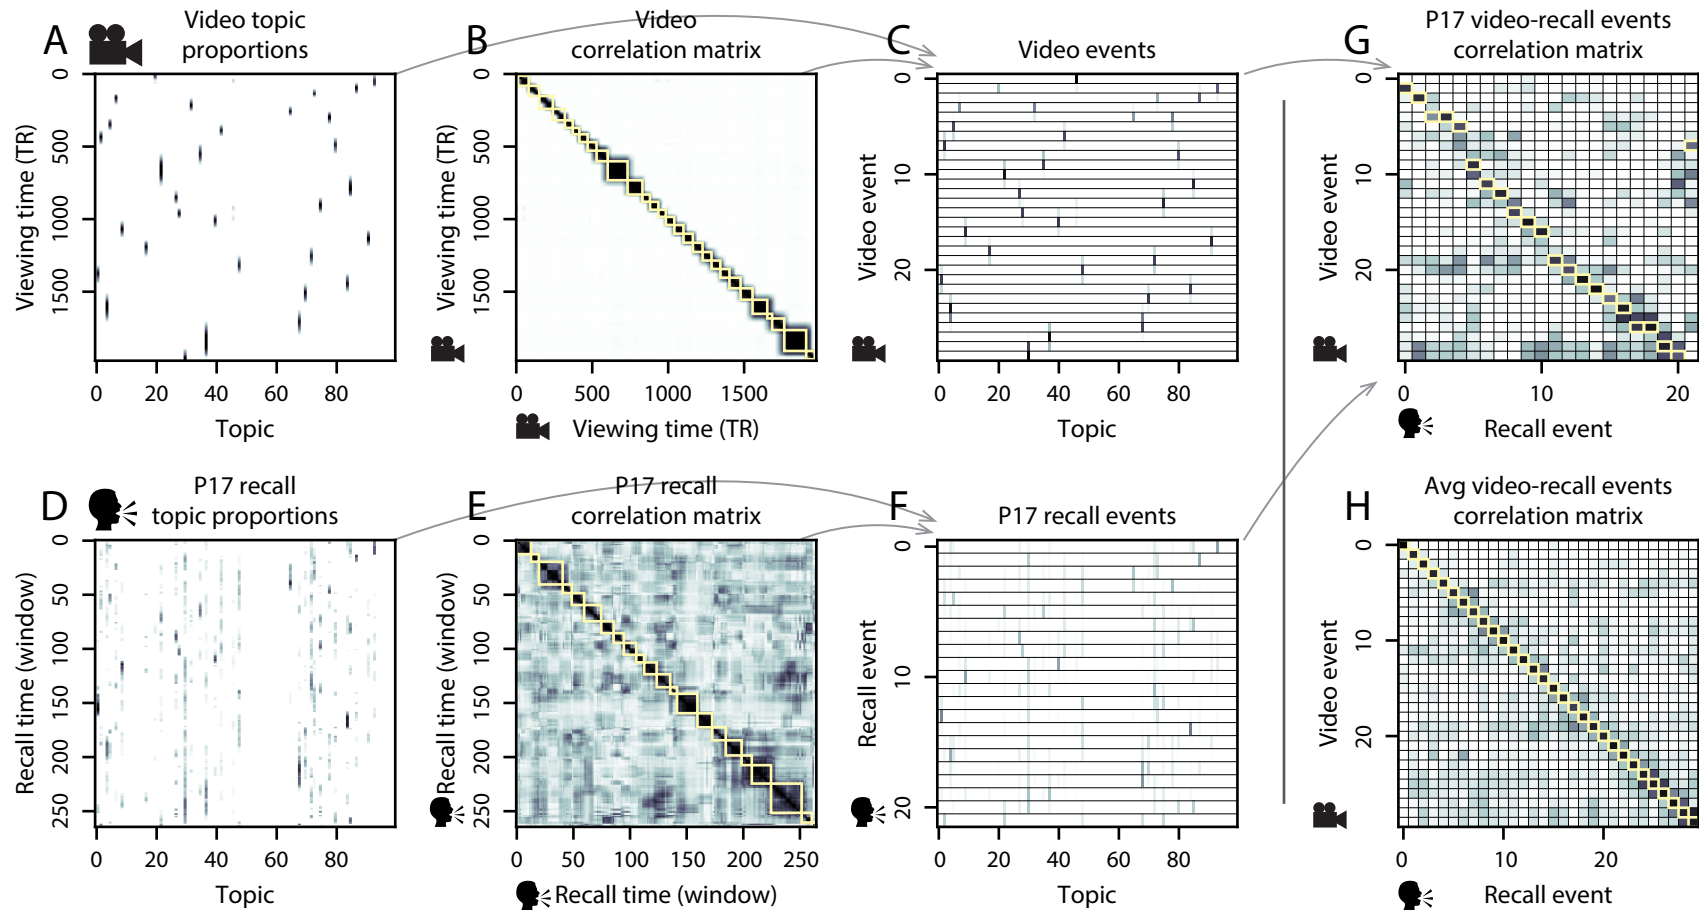 A
Video topic
proportions
0
500
1000
1500
Viewing time (TR)
0 20 40 60 80
Topic
B
Video
correlation matrix
0
500
1000
1500
Viewing time (TR)
0 500 1000 1500
Viewing time (TR)
C
Video events
0
10
20
Video event
0 20 40 60 80
Topic
G
P17 video-recall events
correlation matrix
0
10
20
Video event
0 10 20
Recall event
D
P17 recall
topic proportions
0
50
100
150
200
250
Recall time (window)
0 20 40 60 80
Topic
E
P17 recall
correlation matrix
0
50
100
150
200
250
Recall time (window)
0 50 100 150 200 250
Recall time (window)
F
P17 recall events
0
10
20
Recall event
0 20 40 60 80
Topic
H
Avg video-recall events
correlation matrix
0
10
20
Video event
0 10 20
Recall event